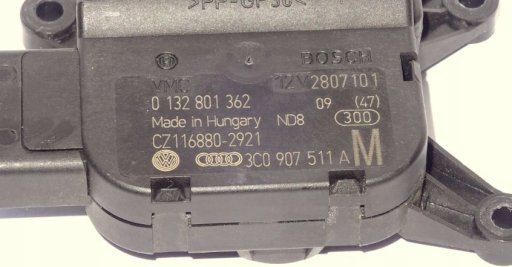 >PP-GF30<
BOSCH
VMC 12V 2807101
0 132 801 362 09 (47)
Made in Hungary ND8 300
CZ116880-2921
3C0 907 511 A M